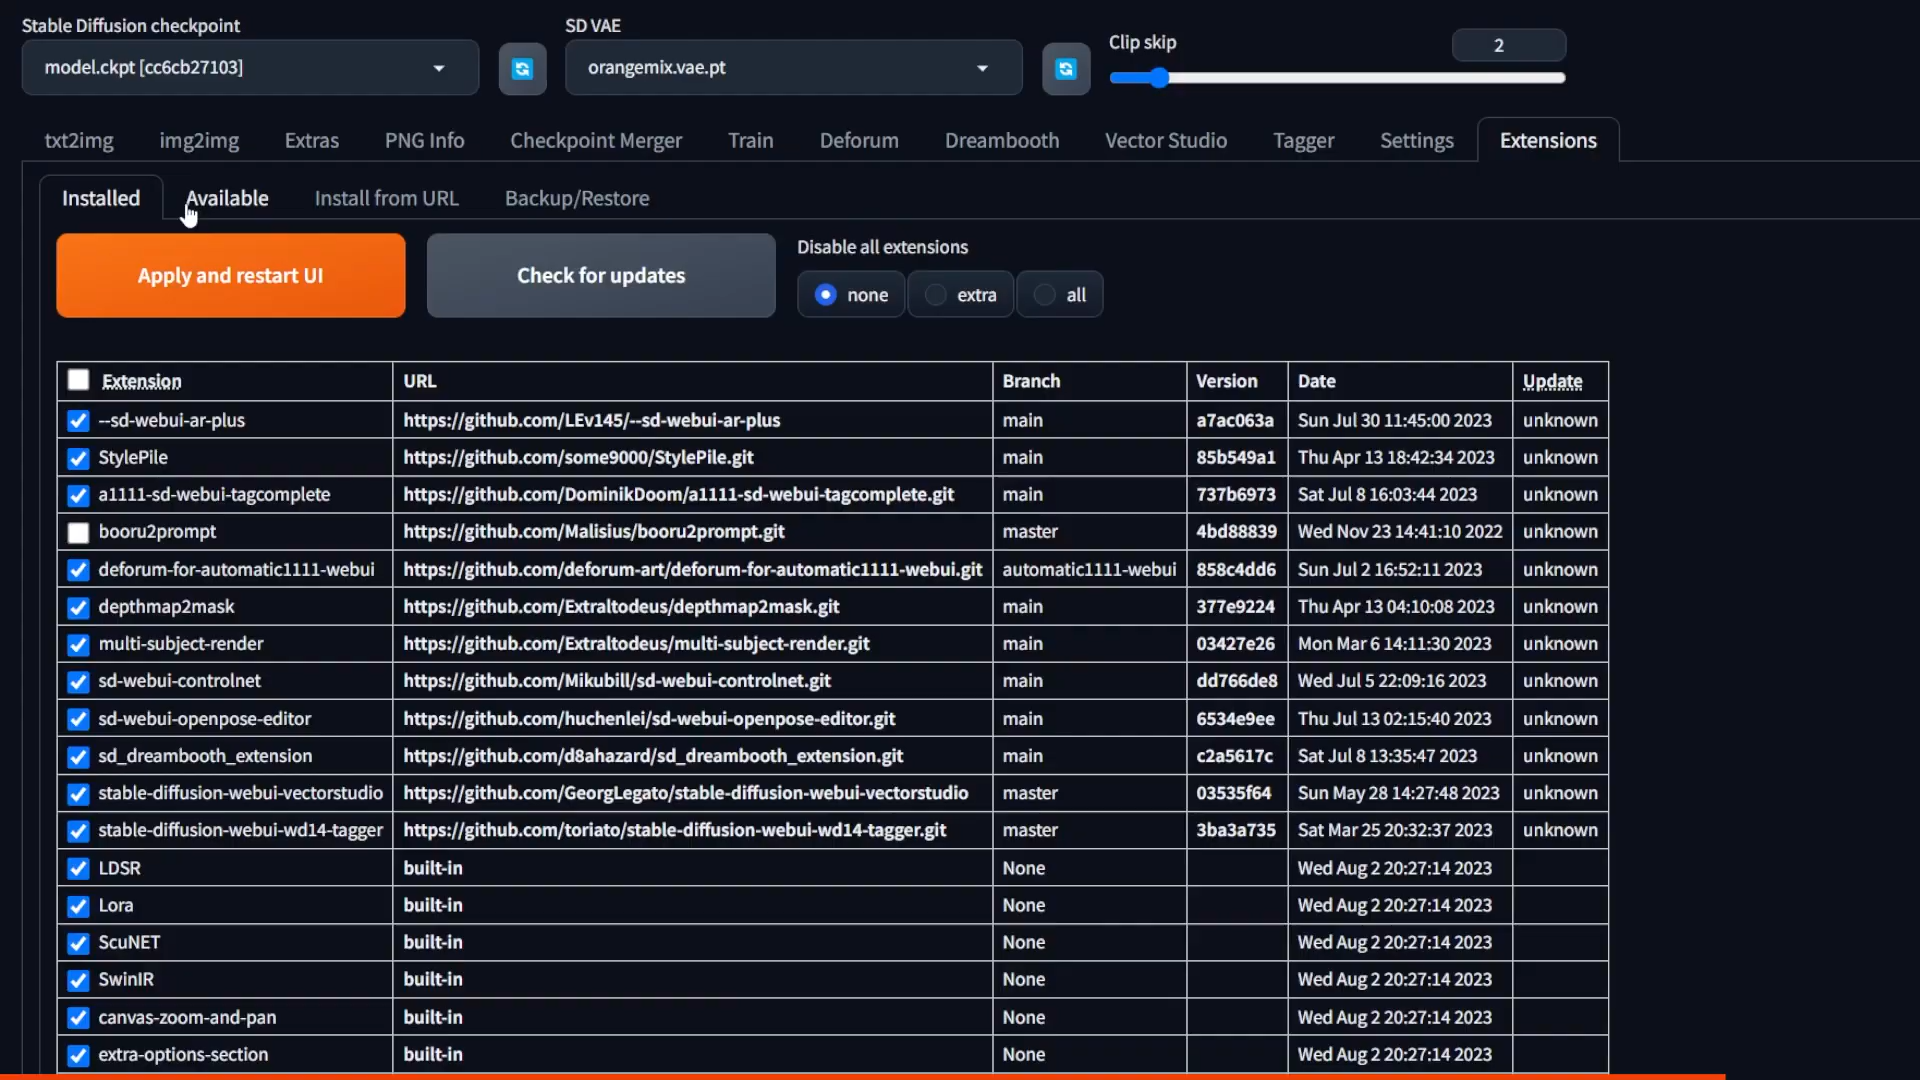 Stable Diffusion checkpoint
model.ckpt [cc6cb27103]
SD VAE
orangemix.vae.pt
Clip skip
2
txt2img img2img Extras PNG Info Checkpoint Merger Train Deforum Dreambooth Vector Studio Tagger Settings Extensions
Installed Available Install from URL Backup/Restore
Apply and restart UI
Check for updates
Disable all extensions
none extra all
Extension URL Branch Version Date Update
--sd-webui-ar-plus https://github.com/LEv145/--sd-webui-ar-plus main a7ac063a Sun Jul 30 11:45:00 2023 unknown
StylePile https://github.com/some9000/StylePile.git main 85b549a1 Thu Apr 13 18:42:34 2023 unknown
a1111-sd-webui-tagcomplete https://github.com/DominikDoom/a1111-sd-webui-tagcomplete.git main 737b6973 Sat Jul 8 16:03:44 2023 unknown
booru2prompt https://github.com/Malisius/booru2prompt.git master 4bd88839 Wed Nov 23 14:41:10 2022 unknown
deforum-for-automatic1111-webui https://github.com/deforum-art/deforum-for-automatic1111-webui.git automatic1111-webui 858c4dd6 Sun Jul 2 16:52:11 2023 unknown
depthmap2mask https://github.com/Extraltodeus/depthmap2mask.git main 377e9224 Thu Apr 13 04:10:08 2023 unknown
multi-subject-render https://github.com/Extraltodeus/multi-subject-render.git main 03427e26 Mon Mar 6 14:11:30 2023 unknown
sd-webui-controlnet https://github.com/Mikubill/sd-webui-controlnet.git main dd766de8 Wed Jul 5 22:09:16 2023 unknown
sd-webui-openpose-editor https://github.com/huchenlei/sd-webui-openpose-editor.git main 6534e9ee Thu Jul 13 02:15:40 2023 unknown
sd_dreambooth_extension https://github.com/d8ahazard/sd_dreambooth_extension.git main c2a5617c Sat Jul 8 13:35:47 2023 unknown
stable-diffusion-webui-vectorstudio https://github.com/GeorgLegato/stable-diffusion-webui-vectorstudio master 03535f64 Sun May 28 14:27:48 2023 unknown
stable-diffusion-webui-wd14-tagger https://github.com/toriato/stable-diffusion-webui-wd14-tagger.git master 3ba3a735 Sat Mar 25 20:32:37 2023 unknown
LDSR built-in None Wed Aug 2 20:27:14 2023
Lora built-in None Wed Aug 2 20:27:14 2023
ScuNET built-in None Wed Aug 2 20:27:14 2023
SwinIR built-in None Wed Aug 2 20:27:14 2023
canvas-zoom-and-pan built-in None Wed Aug 2 20:27:14 2023
extra-options-section built-in None Wed Aug 2 20:27:14 2023